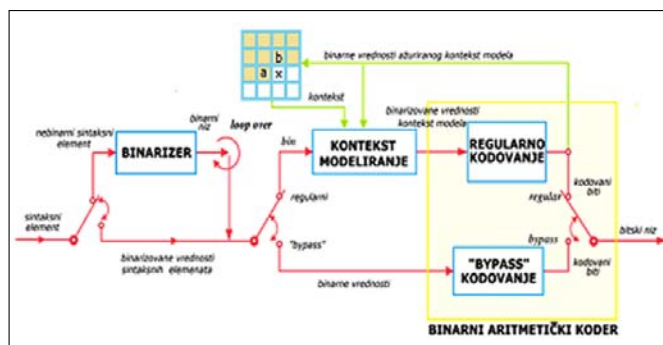 b
a x
binarne vrednosti ažuriranog kontekst modela
kontekst
nebinarni sintaksni
element
BINARIZER
binarni
niz
loop over
bin
KONTEKST
MODELIRANJE
binarizovane vrednosti
kontekst modela
REGULARNO
KODOVANJE
kodovani
biti
sintaksni
element
regularni
"bypass"
regular
bypass
bitski niz
binarizovane vrednosti
sintaksnih elemenata
binarne vrednosti
"BYPASS"
KODOVANJE
kodovani
biti
BINARNI ARITMETIČKI KODER